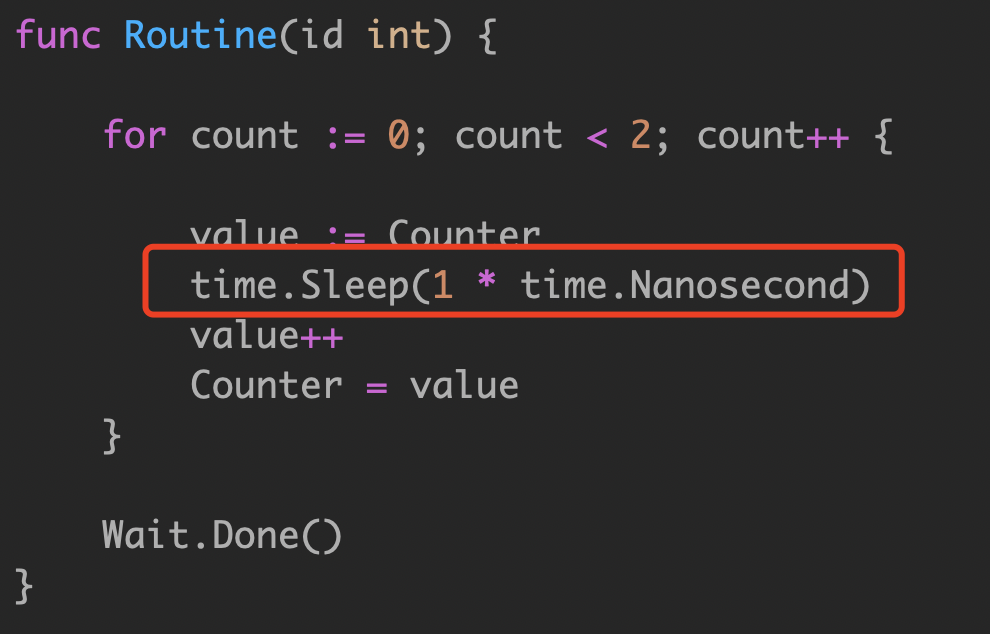 func Routine(id int) {
for count := 0; count < 2; count++ {
value := Counter
time.Sleep(1 * time.Nanosecond)
value++
Counter = value
}
Wait.Done()
}